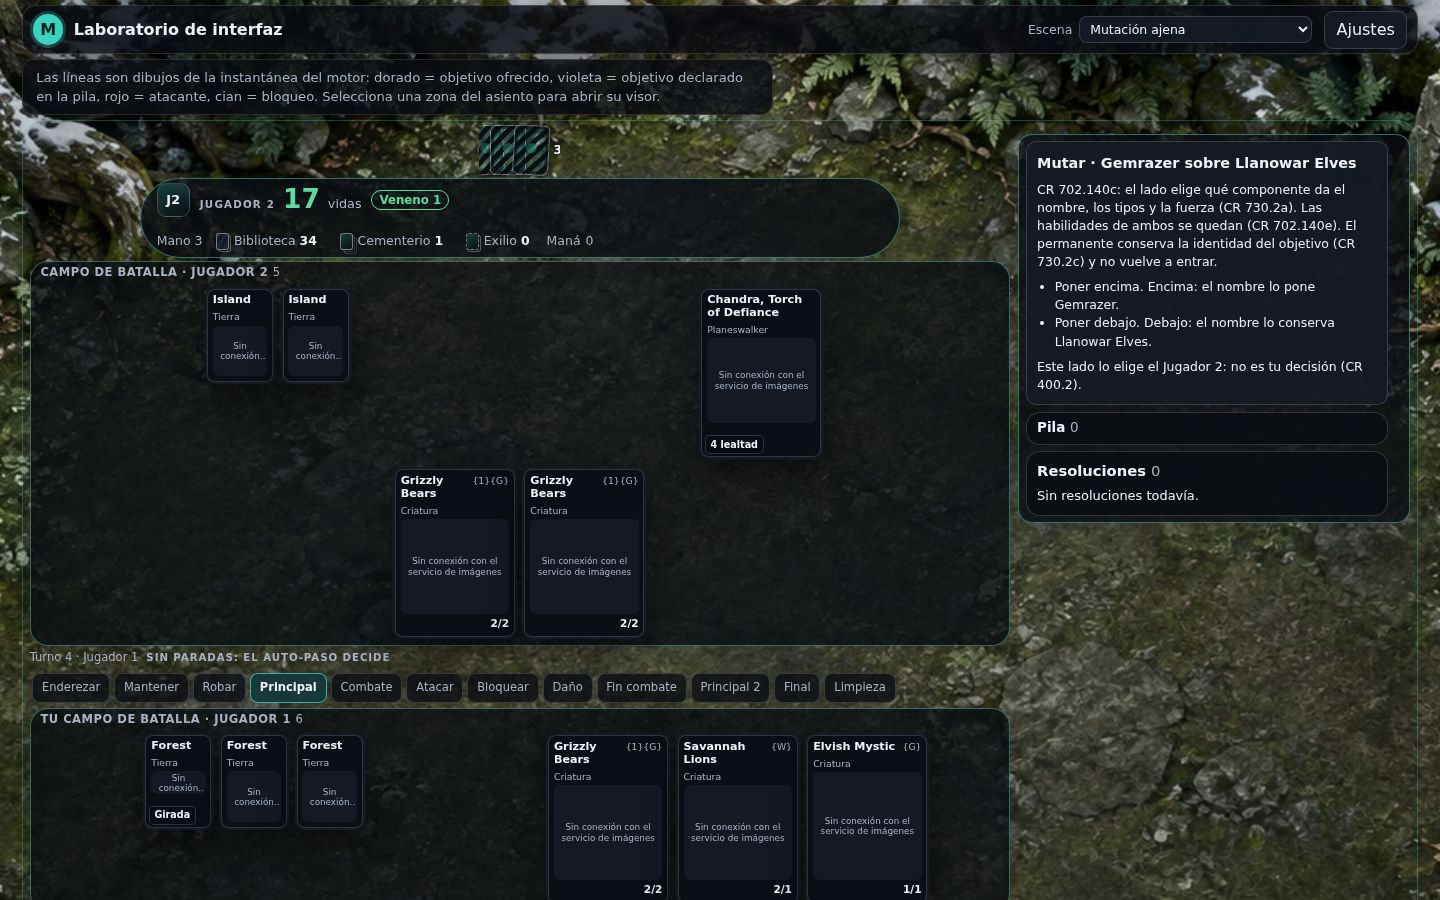 M Laboratorio de interfaz
Escena Mutación ajena Ajustes
Las líneas son dibujos de la instantánea del motor: dorado = objetivo ofrecido, violeta = objetivo declarado
en la pila, rojo = atacante, cian = bloqueo. Selecciona una zona del asiento para abrir su visor.
3
J2 JUGADOR 2 17 vidas Veneno 1
Mano 3 Biblioteca 34 Cementerio 1 Exilio 0 Maná 0
CAMPO DE BATALLA · JUGADOR 2 5
Island
Tierra
Sin
conexión..
Island
Tierra
Sin
conexión..
Chandra, Torch
of Defiance
Planeswalker
Sin conexión con el
servicio de imágenes
4 lealtad
Grizzly {1}{G}
Bears
Criatura
Sin conexión con el
servicio de imágenes
2/2
Grizzly {1}{G}
Bears
Criatura
Sin conexión con el
servicio de imágenes
2/2
Turno 4 · Jugador 1 SIN PARADAS: EL AUTO-PASO DECIDE
Enderezar Mantener Robar Principal Combate Atacar Bloquear Daño Fin combate Principal 2 Final Limpieza
TU CAMPO DE BATALLA · JUGADOR 1 6
Forest
Tierra
Sin
conexión..
Girada
Forest
Tierra
Sin
conexión..
Forest
Tierra
Sin
conexión..
Grizzly {1}{G}
Bears
Criatura
Sin conexión con el
servicio de imágenes
2/2
Savannah {W}
Lions
Criatura
Sin conexión con el
servicio de imágenes
2/1
Elvish Mystic {G}
Criatura
Sin conexión con el
servicio de imágenes
1/1
Mutar · Gemrazer sobre Llanowar Elves
CR 702.140c: el lado elige qué componente da el
nombre, los tipos y la fuerza (CR 730.2a). Las
habilidades de ambos se quedan (CR 702.140e). El
permanente conserva la identidad del objetivo (CR
730.2c) y no vuelve a entrar.
• Poner encima. Encima: el nombre lo pone
Gemrazer.
• Poner debajo. Debajo: el nombre lo conserva
Llanowar Elves.
Este lado lo elige el Jugador 2: no es tu decisión (CR
400.2).
Pila 0
Resoluciones 0
Sin resoluciones todavía.